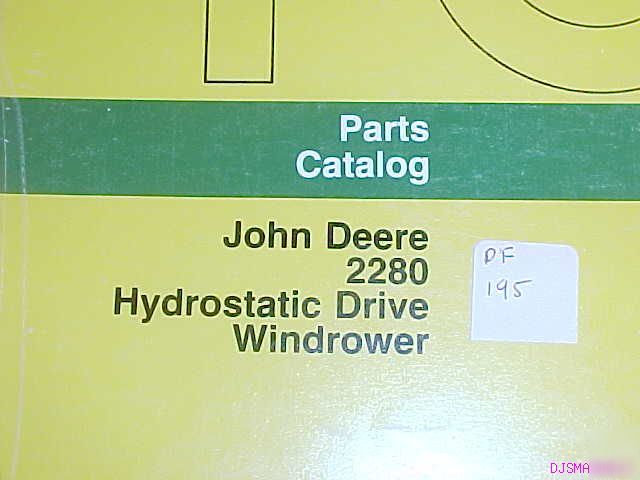 Parts
Catalog
John Deere
2280
Hydrostatic Drive
Windrower
DF
195
DJSMA